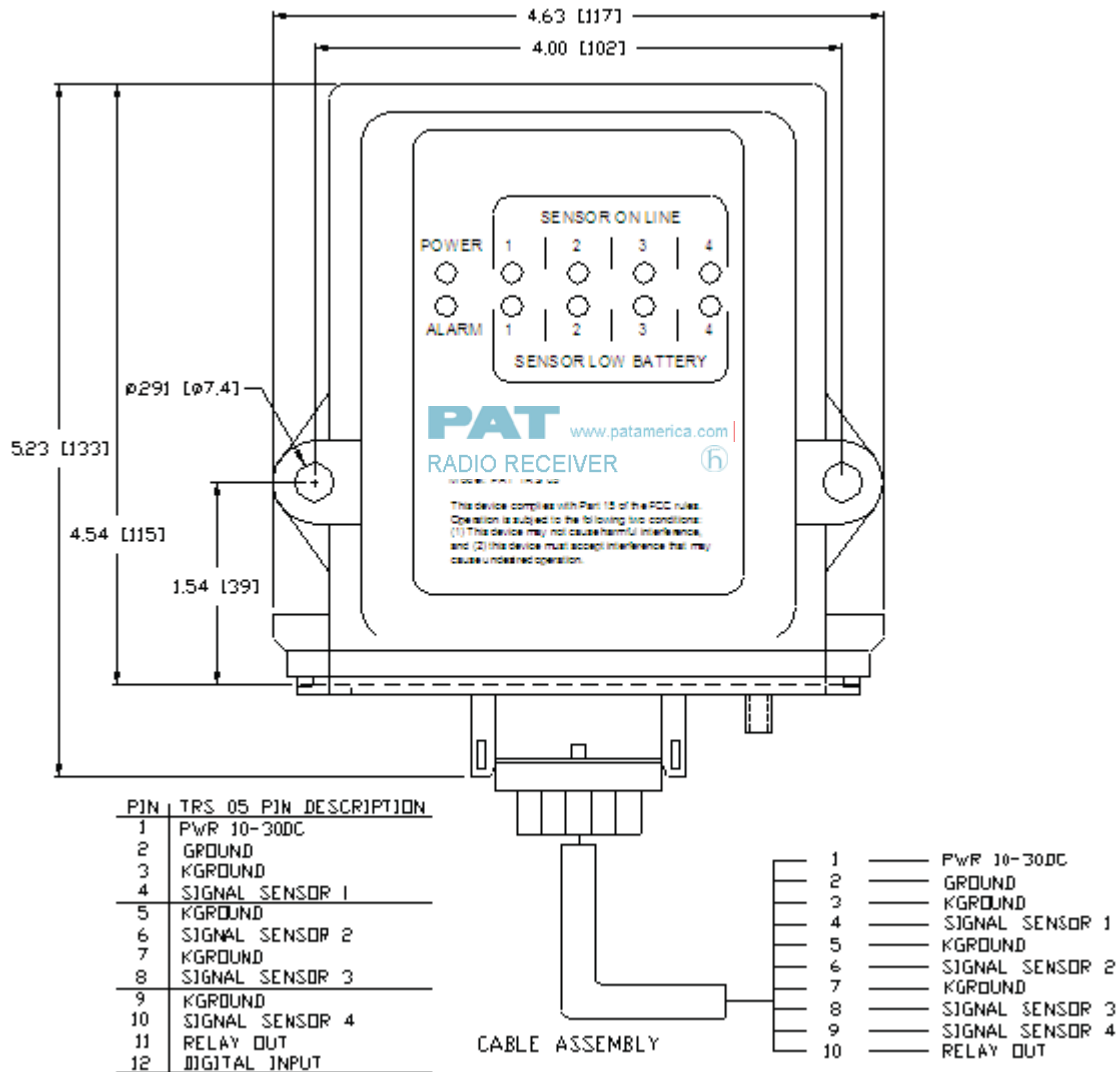 4.63 [117]
4.00 [102]
SENSOR ON LINE
POWER 1 2 3 4
ALARM 1 2 3 4
SENSOR LOW BATTERY
ø.291 [ø7.4]
5.23 [133]
PAT www.patamerica.com
RADIO RECEIVER
This device complies with Part 15 of the FCC rules.
Operation is subjed to the following two conditions:
(1) This device may not cause harmful interference,
and (2) this device must accept interference that may
cause undesired operation.
4.54 [115]
1.54 [39]
PIN TRS 05 PIN DESCRIPTION
1 PWR 10-30DC
2 GROUND
3 KGROUND
4 SIGNAL SENSOR 1
5 KGROUND
6 SIGNAL SENSOR 2
7 KGROUND
8 SIGNAL SENSOR 3
9 KGROUND
10 SIGNAL SENSOR 4
11 RELAY OUT
12 DIGITAL INPUT
CABLE ASSEMBLY
1 PWR 10-30DC
2 GROUND
3 KGROUND
4 SIGNAL SENSOR 1
5 KGROUND
6 SIGNAL SENSOR 2
7 KGROUND
8 SIGNAL SENSOR 3
9 SIGNAL SENSOR 4
10 RELAY OUT